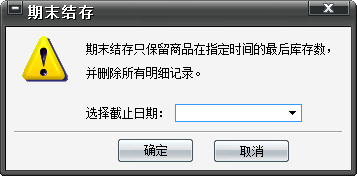 期末结存
期末结存只保留商品在指定时间的最后库存数，
并删除所有明细记录。
选择截止日期：
确定 取消